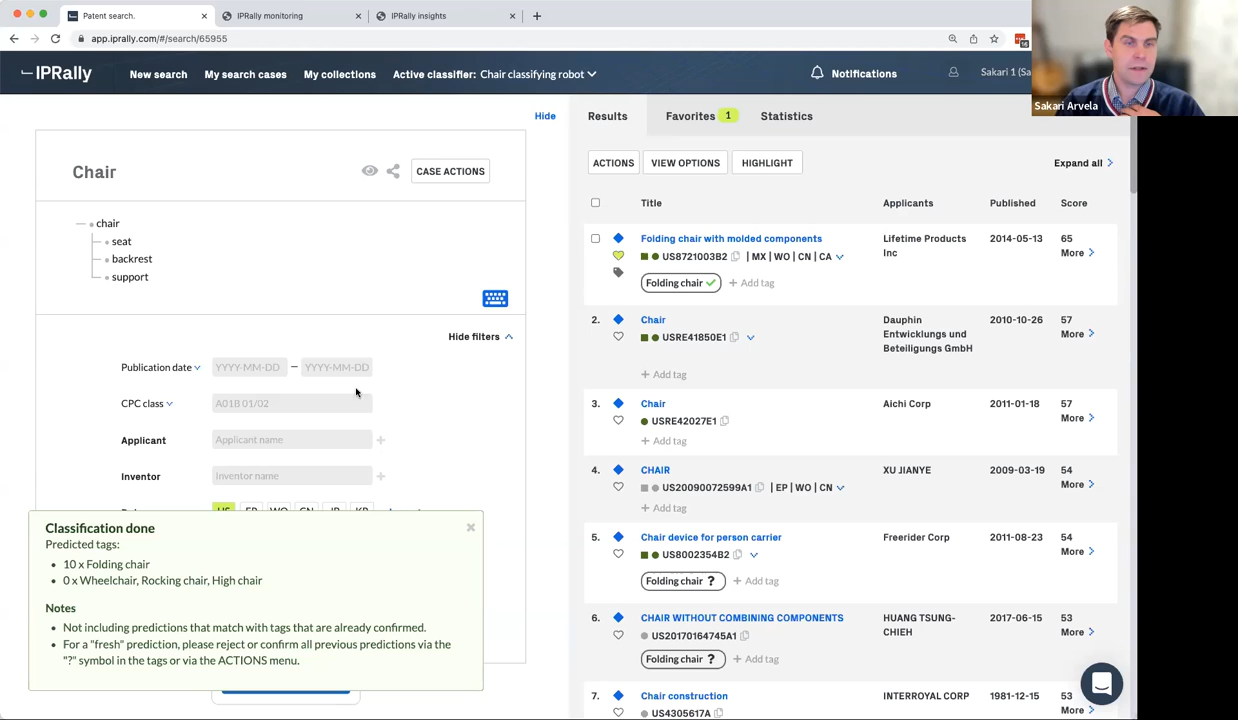 Patent search.
IPRally monitoring
IPRally insights
app.iprally.com/#/search/65955
IPRally
New search
My search cases
My collections
Active classifier: Chair classifying robot
Notifications
Sakari 1 (Sa
Sakari Arvela
Hide
Chair
CASE ACTIONS
chair
seat
backrest
support
Hide filters
Publication date
YYYY-MM-DD – YYYY-MM-DD
CPC class
A01B 01/02
Applicant
Applicant name
Inventor
Inventor name
Classification done
Predicted tags:
10 x Folding chair
0 x Wheelchair, Rocking chair, High chair
Notes
Not including predictions that match with tags that are already confirmed.
For a "fresh" prediction, please reject or confirm all previous predictions via the
"?" symbol in the tags or via the ACTIONS menu.
Results
Favorites 1
Statistics
ACTIONS
VIEW OPTIONS
HIGHLIGHT
Expand all
Title
Applicants
Published
Score
Folding chair with molded components
US8721003B2 | MX | WO | CN | CA
Folding chair
+ Add tag
Lifetime Products
Inc
2014-05-13
65
More
2.
Chair
USRE41850E1
+ Add tag
Dauphin
Entwicklungs und
Beteiligungs GmbH
2010-10-26
57
More
3.
Chair
USRE42027E1
+ Add tag
Aichi Corp
2011-01-18
57
More
4.
CHAIR
US20090072599A1 | EP | WO | CN
+ Add tag
XU JIANYE
2009-03-19
54
More
5.
Chair device for person carrier
US8002354B2
Folding chair ?
+ Add tag
Freerider Corp
2011-08-23
54
More
6.
CHAIR WITHOUT COMBINING COMPONENTS
US20170164745A1
Folding chair ?
+ Add tag
HUANG TSUNG-
CHIEH
2017-06-15
53
More
7.
Chair construction
US4305617A
INTERROYAL CORP
1981-12-15
53
More